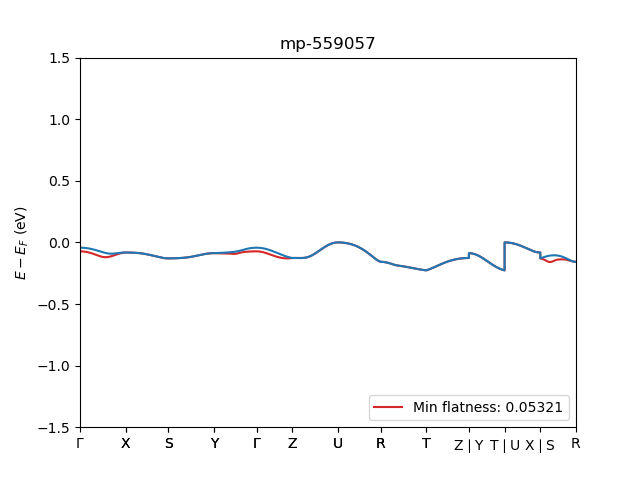 mp-559057
1.5
1.0
0.5
0.0
−0.5
−1.0
−1.5
E − E_F (eV)
Min flatness: 0.05321
Γ X S Y Γ Z U R T Z | Y T | U X | S R